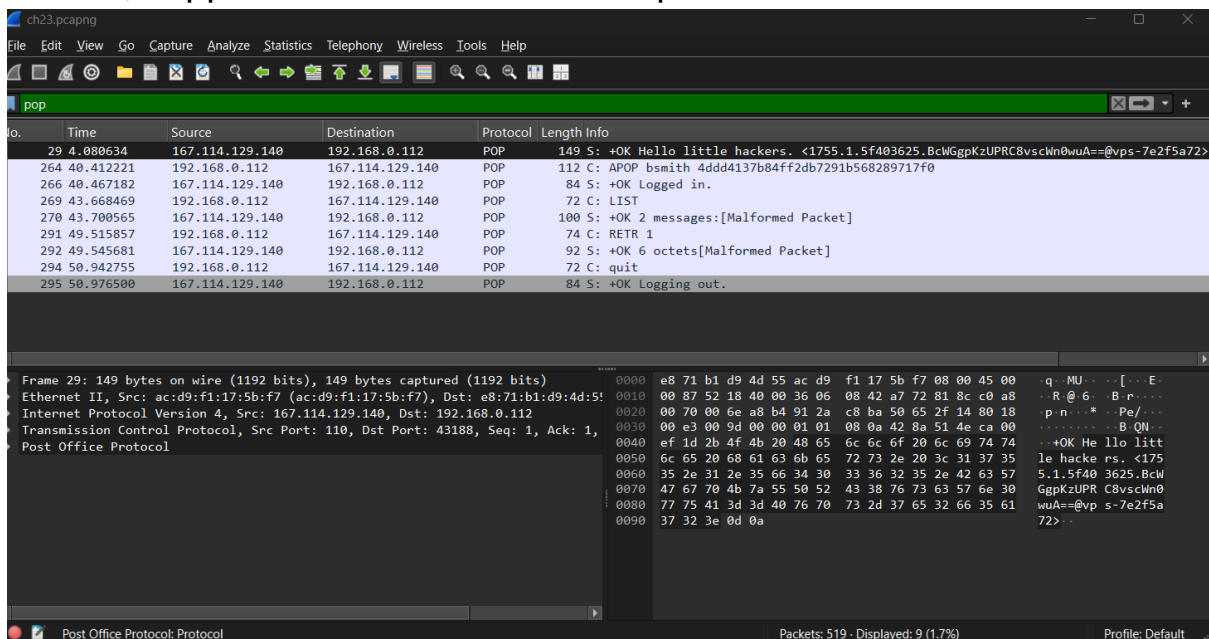 ch23.pcapng
File Edit View Go Capture Analyze Statistics Telephony Wireless Tools Help
pop
No. Time Source Destination Protocol Length Info
29 4.080634 167.114.129.140 192.168.0.112 POP 149 S: +OK Hello little hackers. <1755.1.5f403625.BcWGgpKzUPRC8vscWn0wuA==@vps-7e2f5a72>
264 40.412221 192.168.0.112 167.114.129.140 POP 112 C: APOP bsmith 4ddd4137b84ff2db7291b568289717f0
266 40.467182 167.114.129.140 192.168.0.112 POP 84 S: +OK Logged in.
269 43.668469 192.168.0.112 167.114.129.140 POP 72 C: LIST
270 43.700565 167.114.129.140 192.168.0.112 POP 100 S: +OK 2 messages:[Malformed Packet]
291 49.515857 192.168.0.112 167.114.129.140 POP 74 C: RETR 1
292 49.545681 167.114.129.140 192.168.0.112 POP 92 S: +OK 6 octets[Malformed Packet]
294 50.942755 192.168.0.112 167.114.129.140 POP 72 C: quit
295 50.976500 167.114.129.140 192.168.0.112 POP 84 S: +OK Logging out.
Frame 29: 149 bytes on wire (1192 bits), 149 bytes captured (1192 bits)
Ethernet II, Src: ac:d9:f1:17:5b:f7 (ac:d9:f1:17:5b:f7), Dst: e8:71:b1:d9:4d:5
Internet Protocol Version 4, Src: 167.114.129.140, Dst: 192.168.0.112
Transmission Control Protocol, Src Port: 110, Dst Port: 43188, Seq: 1, Ack: 1,
Post Office Protocol
0000 e8 71 b1 d9 4d 55 ac d9 f1 17 5b f7 08 00 45 00 ·q··MU·· ··[···E·
0010 00 87 52 18 40 00 36 06 08 42 a7 72 81 8c c0 a8 ··R·@·6· ·B·r····
0020 00 70 00 6e a8 b4 91 2a c8 ba 50 65 2f 14 80 18 ·p·n···* ··Pe/···
0030 00 e3 00 9d 00 00 01 01 08 0a 42 8a 51 4e ca 00 ········ ··B·QN··
0040 ef 1d 2b 4f 4b 20 48 65 6c 6c 6f 20 6c 69 74 74 ··+OK He llo litt
0050 6c 65 20 68 61 63 6b 65 72 73 2e 20 3c 31 37 35 le hacke rs. <175
0060 35 2e 31 2e 35 66 34 30 33 36 32 35 2e 42 63 57 5.1.5f40 3625.BcW
0070 47 67 70 4b 7a 55 50 52 43 38 76 73 63 57 6e 30 GgpKzUPR C8vscWn0
0080 77 75 41 3d 3d 40 76 70 73 2d 37 65 32 66 35 61 wuA==@vp s-7e2f5a
0090 37 32 3e 0d 0a 72>··
Post Office Protocol: Protocol Packets: 519 · Displayed: 9 (1.7%) Profile: Default